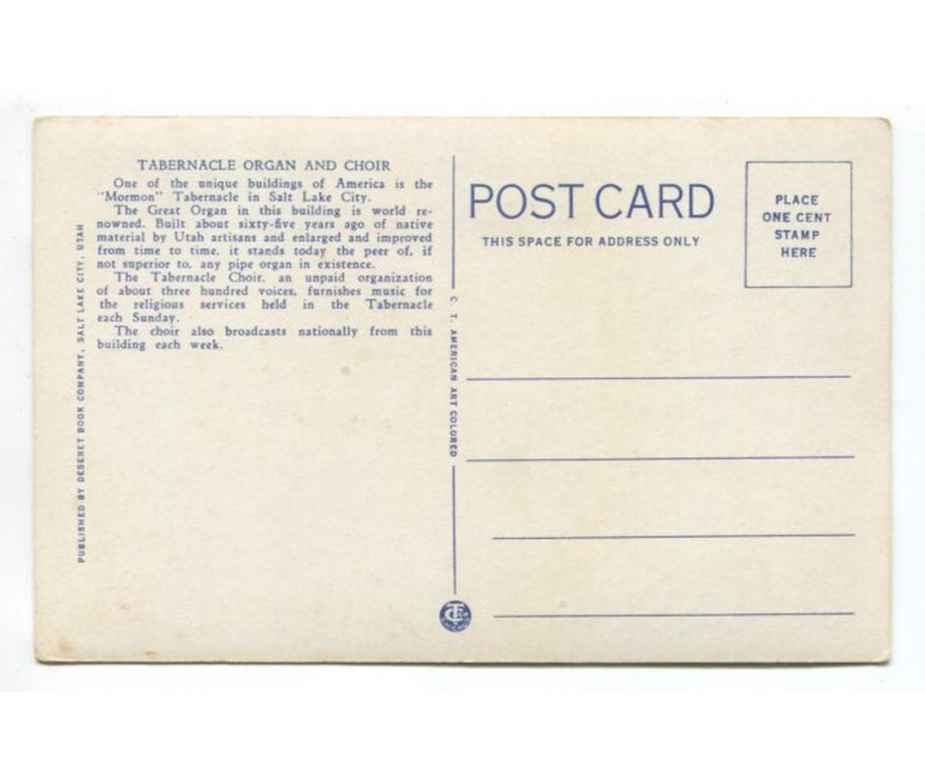 TABERNACLE ORGAN AND CHOIR
One of the unique buildings of America is the
"Mormon" Tabernacle in Salt Lake City.
The Great Organ in this building is world re-
nowned. Built about sixty-five years ago of native
material by Utah artisans and enlarged and improved
from time to time, it stands today the peer of, if
not superior to, any pipe organ in existence.
The Tabernacle Choir, an unpaid organization
of about three hundred voices, furnishes music for
the religious services held in the Tabernacle
each Sunday.
The choir also broadcasts nationally from this
building each week.
PUBLISHED BY DESERET BOOK COMPANY, SALT LAKE CITY, UTAH
C. T. AMERICAN ART COLORED
POST CARD
THIS SPACE FOR ADDRESS ONLY
PLACE
ONE CENT
STAMP
HERE